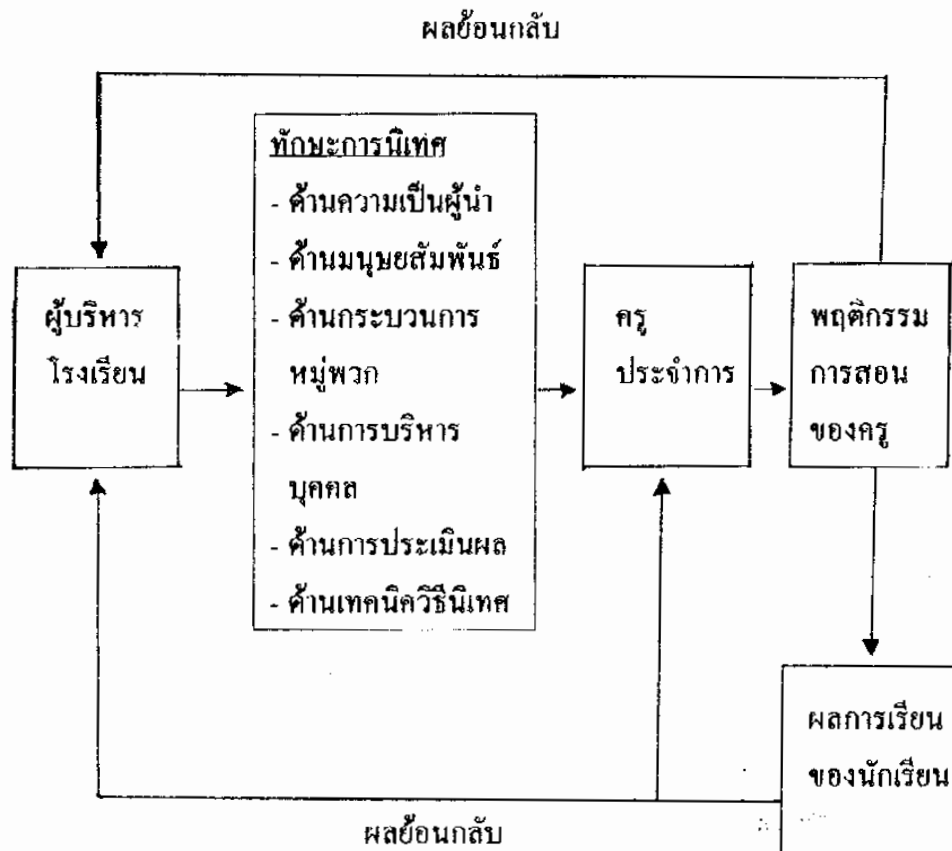 ผลย้อนกลับ
ทักษะการนิเทศ
- ด้านความเป็นผู้นำ
- ด้านมนุษยสัมพันธ์
- ด้านกระบวนการ
หมู่พวก
- ด้านการบริหาร
บุคคล
- ด้านการประเมินผล
- ด้านเทคนิควิธีนิเทศ
ผู้บริหาร
โรงเรียน
ครู
ประจำการ
พฤติกรรม
การสอน
ของครู
ผลการเรียน
ของนักเรียน
ผลย้อนกลับ